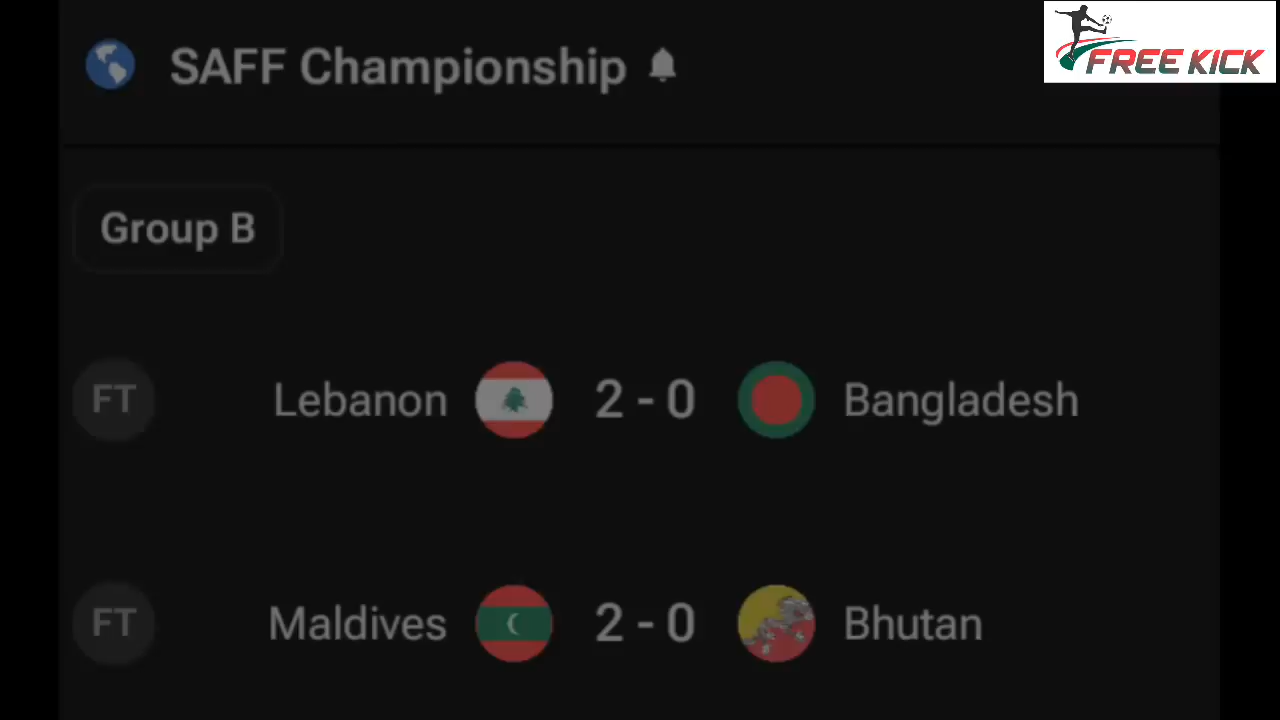 SAFF Championship
FREE KICK
Group B
FT Lebanon 2 - 0 Bangladesh
FT Maldives 2 - 0 Bhutan